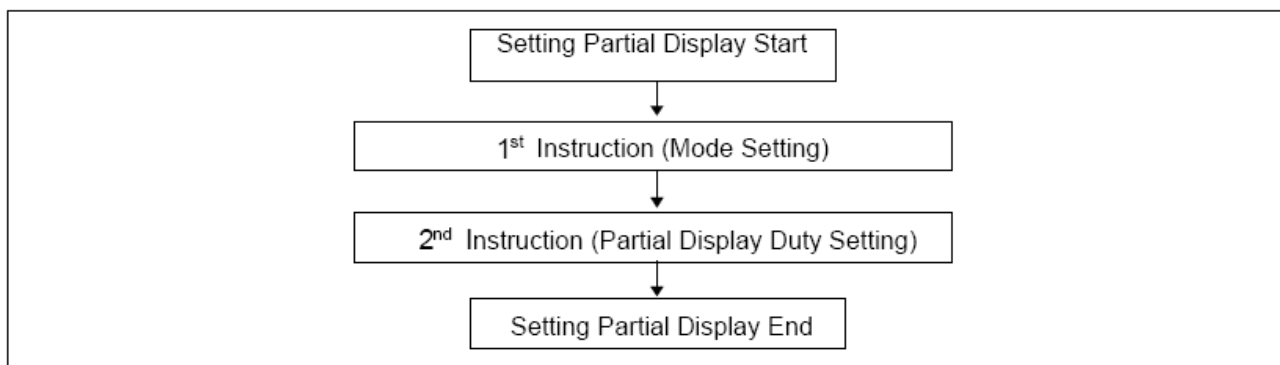 Setting Partial Display Start
1st Instruction (Mode Setting)
2nd Instruction (Partial Display Duty Setting)
Setting Partial Display End